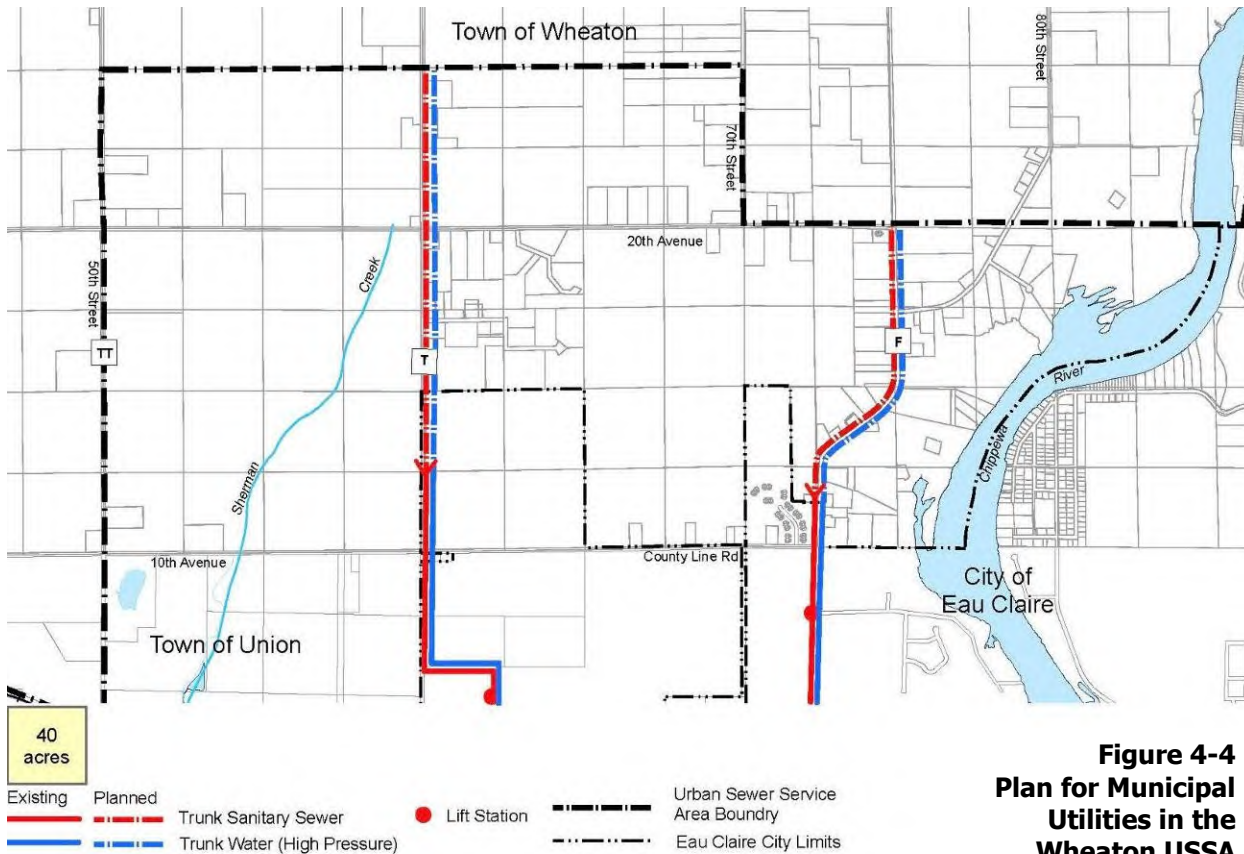 Town of Wheaton
80th Street
70th Street
20th Avenue
50th Street
Creek
TT
T
F
River
Chippewa
Sherman
10th Avenue
County Line Rd
City of
Eau Claire
Town of Union
40
acres
Existing
Planned
Trunk Sanitary Sewer
Trunk Water (High Pressure)
Lift Station
Urban Sewer Service
Area Boundry
Eau Claire City Limits
Figure 4-4
Plan for Municipal
Utilities in the
Wheaton USSA